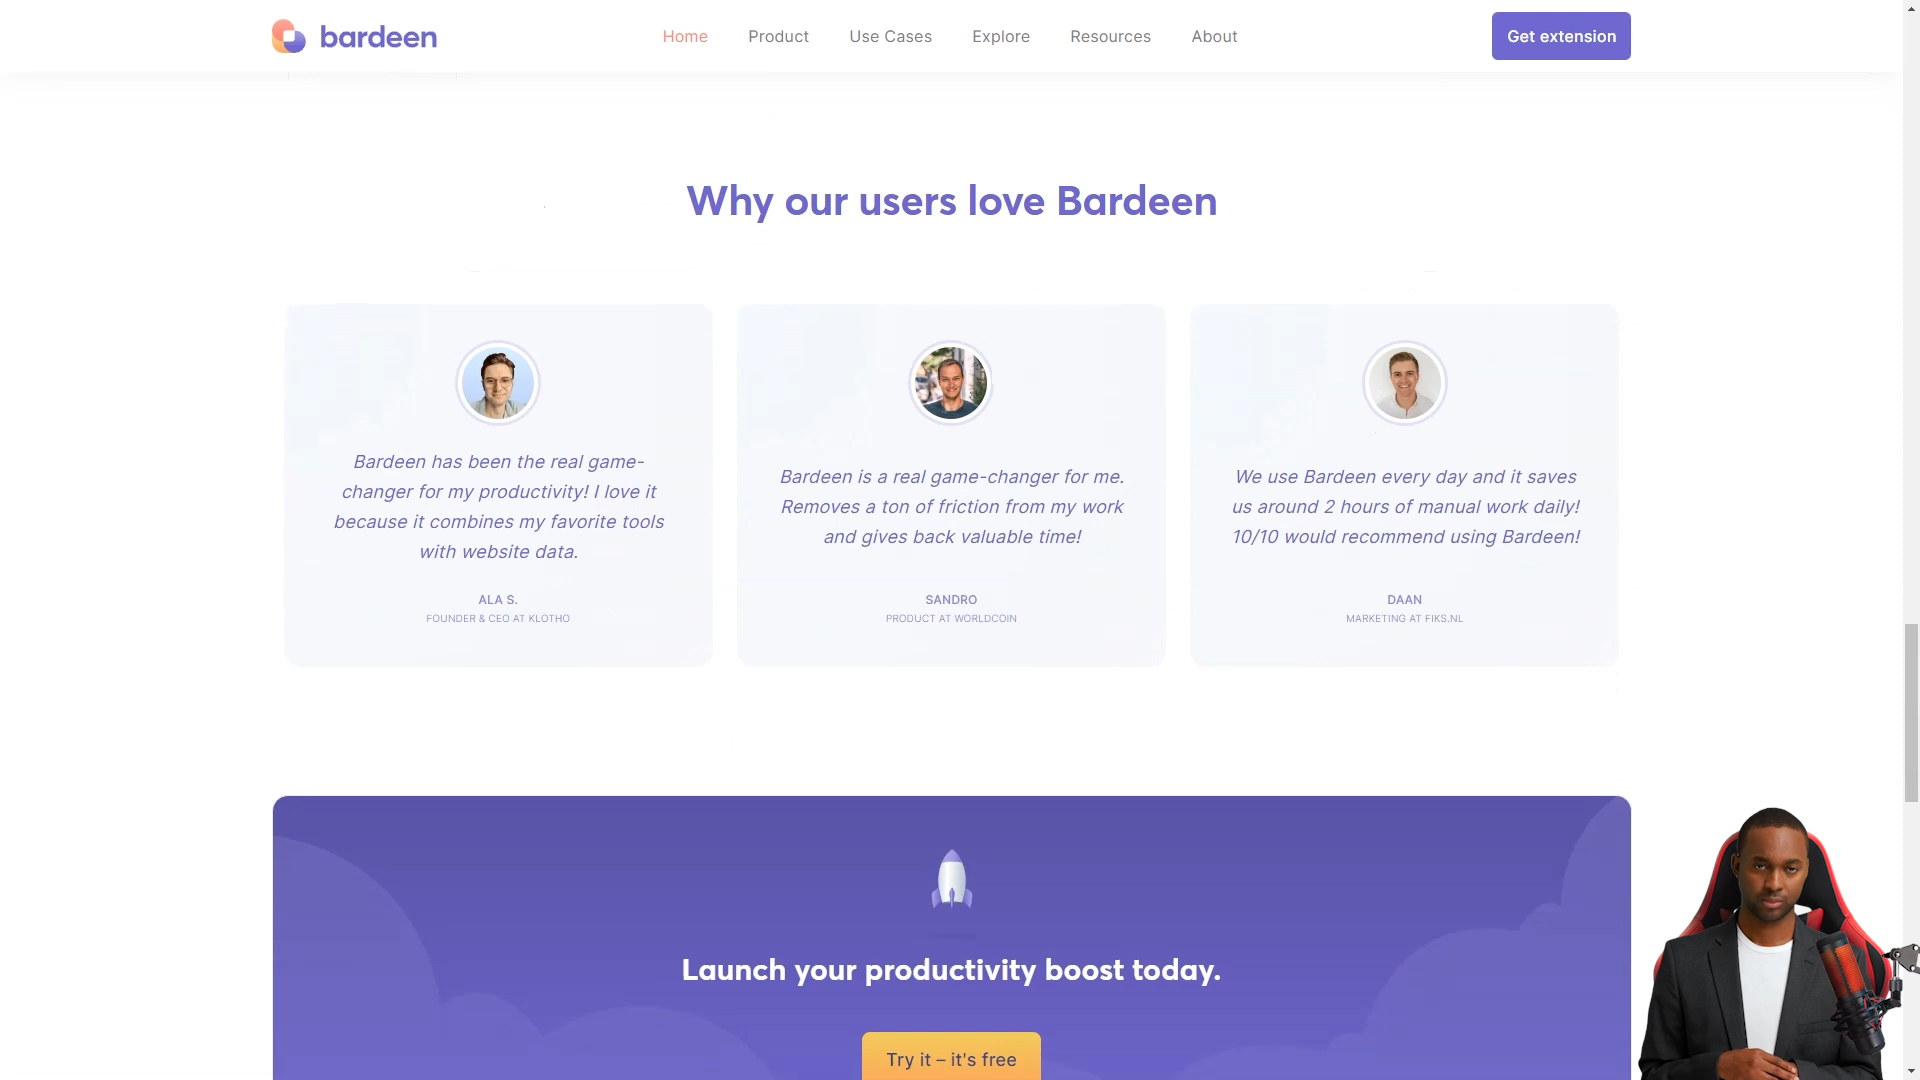 bardeen
Home
Product
Use Cases
Explore
Resources
About
Get extension
Why our users love Bardeen
Bardeen has been the real game-
changer for my productivity! I love it
because it combines my favorite tools
with website data.
ALA S.
FOUNDER & CEO AT KLOTHO
Bardeen is a real game-changer for me.
Removes a ton of friction from my work
and gives back valuable time!
SANDRO
PRODUCT AT WORLDCOIN
We use Bardeen every day and it saves
us around 2 hours of manual work daily!
10/10 would recommend using Bardeen!
DAAN
MARKETING AT FIKS.NL
Launch your productivity boost today.
Try it – it's free